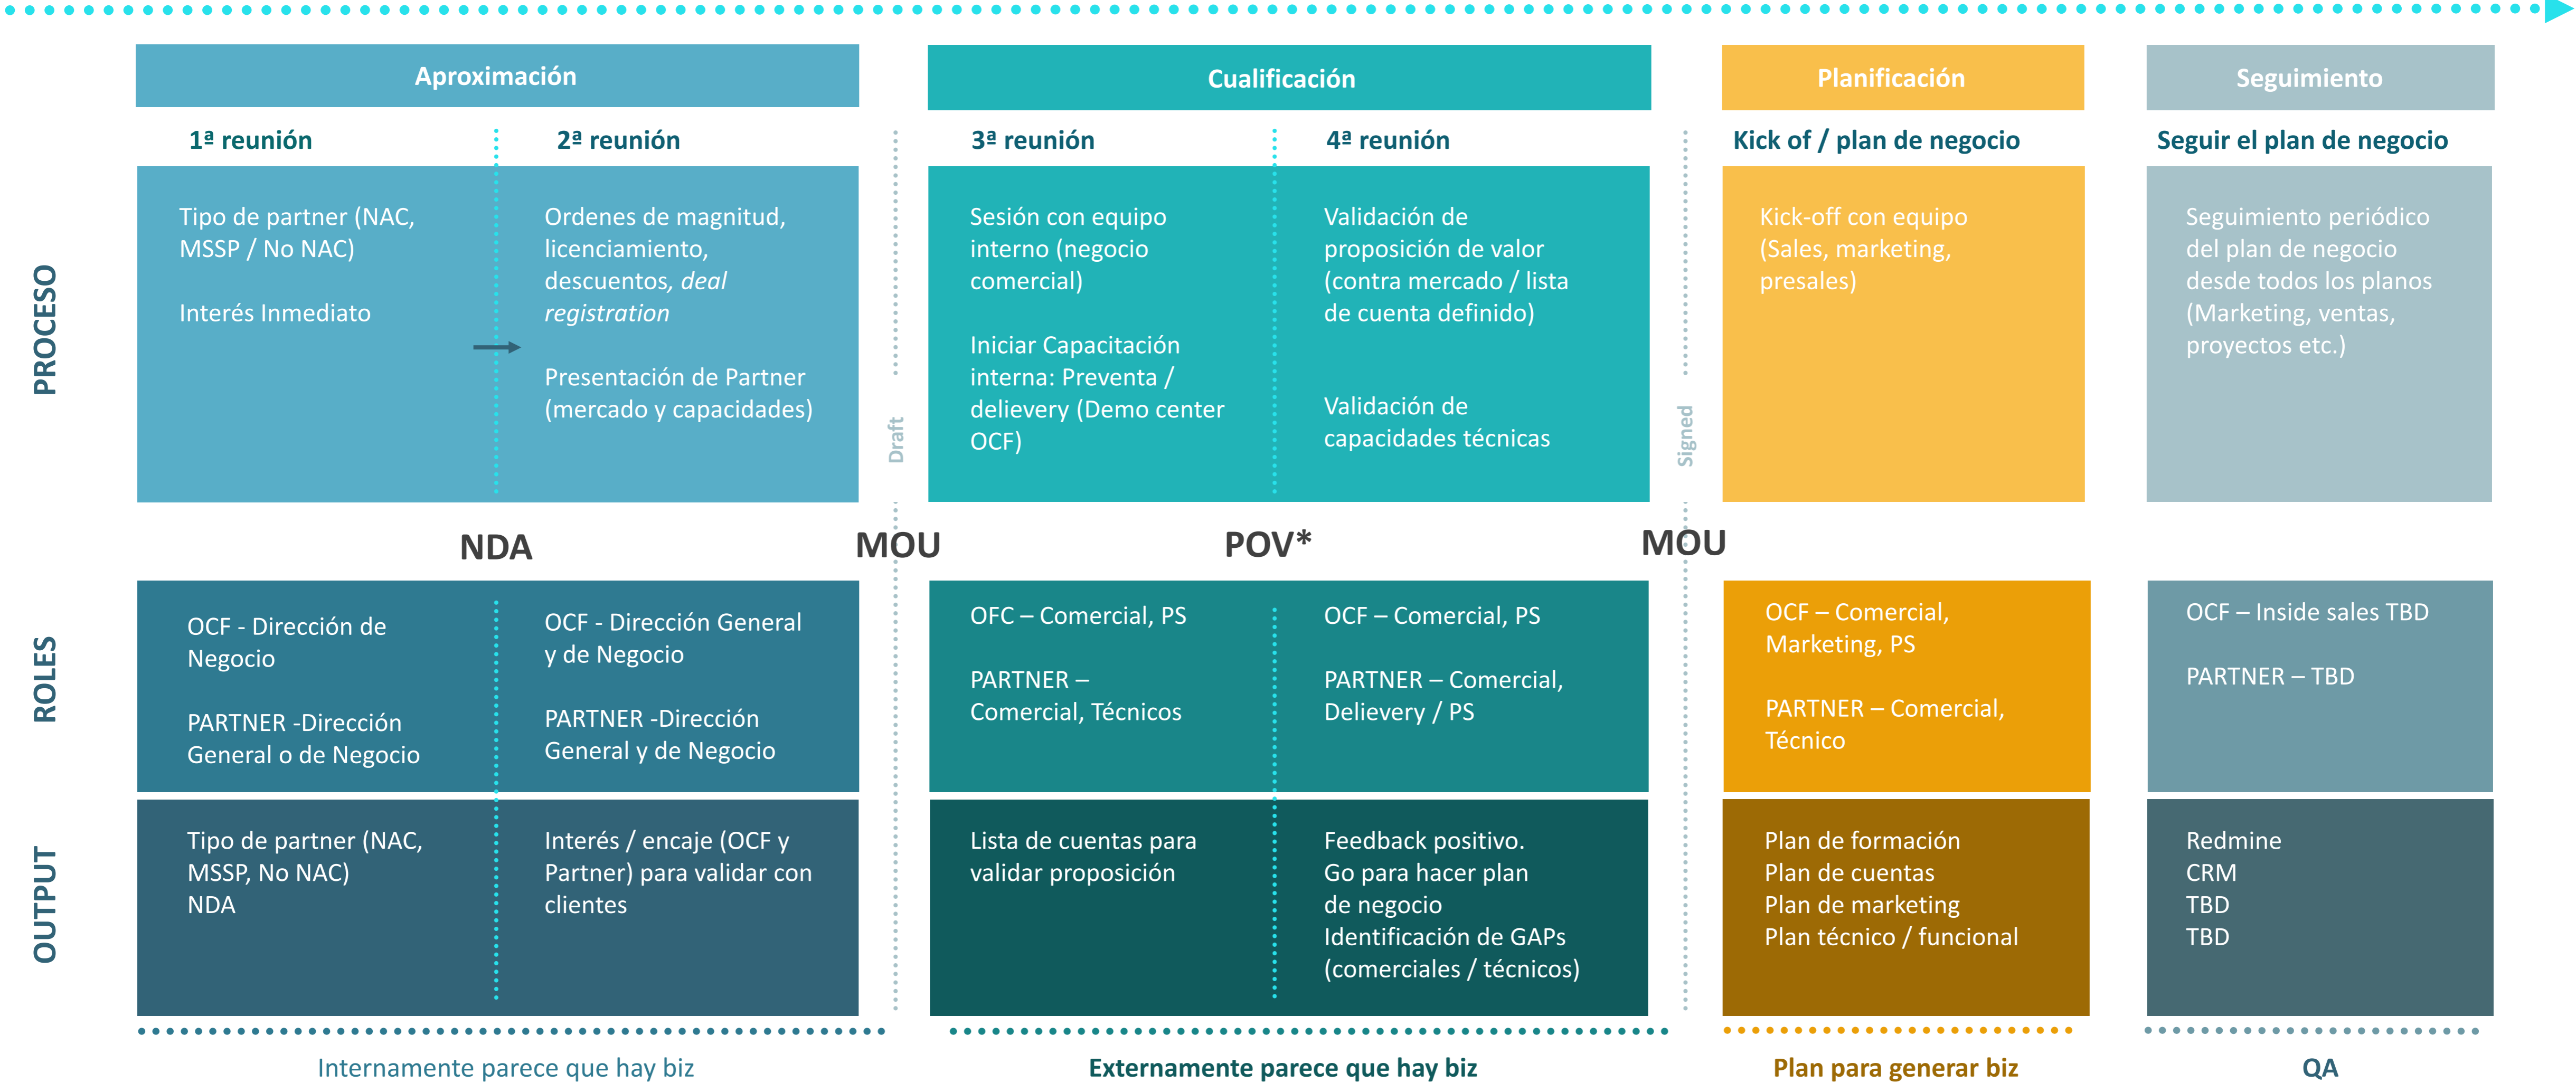 Aproximación
Cualificación
Planificación
Seguimiento
1ª reunión
2ª reunión
3ª reunión
4ª reunión
Kick of / plan de negocio
Seguir el plan de negocio
PROCESO
Tipo de partner (NAC,
MSSP / No NAC)
Interés Inmediato
Ordenes de magnitud,
licenciamiento,
descuentos, deal
registration
Presentación de Partner
(mercado y capacidades)
Draft
Sesión con equipo
interno (negocio
comercial)
Iniciar Capacitación
interna: Preventa /
delievery (Demo center
OCF)
Validación de
proposición de valor
(contra mercado / lista
de cuenta definido)
Validación de
capacidades técnicas
Signed
Kick-off con equipo
(Sales, marketing,
presales)
Seguimiento periódico
del plan de negocio
desde todos los planos
(Marketing, ventas,
proyectos etc.)
NDA
MOU
POV*
MOU
ROLES
OCF - Dirección de
Negocio
PARTNER -Dirección
General o de Negocio
OCF - Dirección General
y de Negocio
PARTNER -Dirección
General y de Negocio
OFC – Comercial, PS
PARTNER –
Comercial, Técnicos
OCF – Comercial, PS
PARTNER – Comercial,
Delievery / PS
OCF – Comercial,
Marketing, PS
PARTNER – Comercial,
Técnico
OCF – Inside sales TBD
PARTNER – TBD
OUTPUT
Tipo de partner (NAC,
MSSP, No NAC)
NDA
Interés / encaje (OCF y
Partner) para validar con
clientes
Lista de cuentas para
validar proposición
Feedback positivo.
Go para hacer plan
de negocio
Identificación de GAPs
(comerciales / técnicos)
Plan de formación
Plan de cuentas
Plan de marketing
Plan técnico / funcional
Redmine
CRM
TBD
TBD
Internamente parece que hay biz
Externamente parece que hay biz
Plan para generar biz
QA